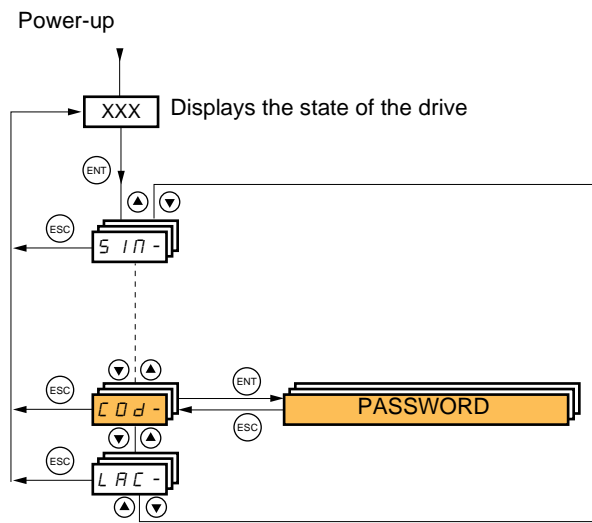 Power-up
XXX Displays the state of the drive
ENT
ESC
SIM-
ESC
ENT
COd-
PASSWORD
ESC
ESC
LAC-